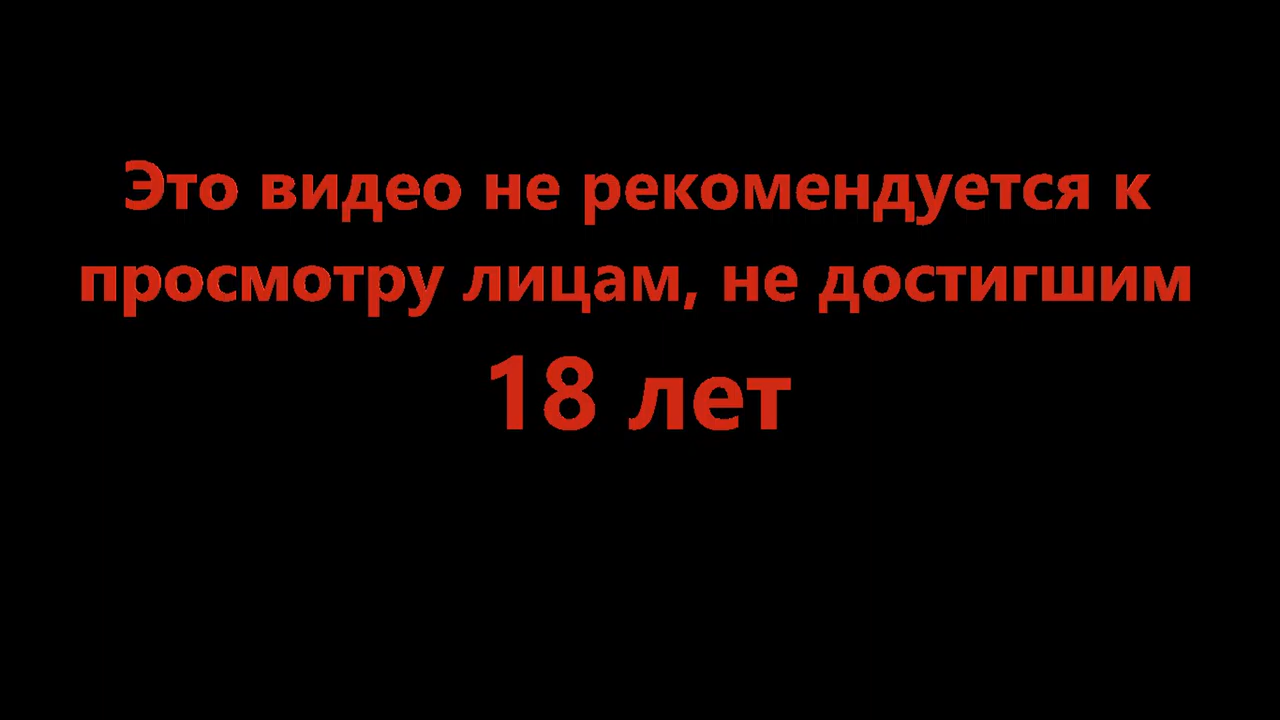 Это видео не рекомендуется к
просмотру лицам, не достигшим
18 лет